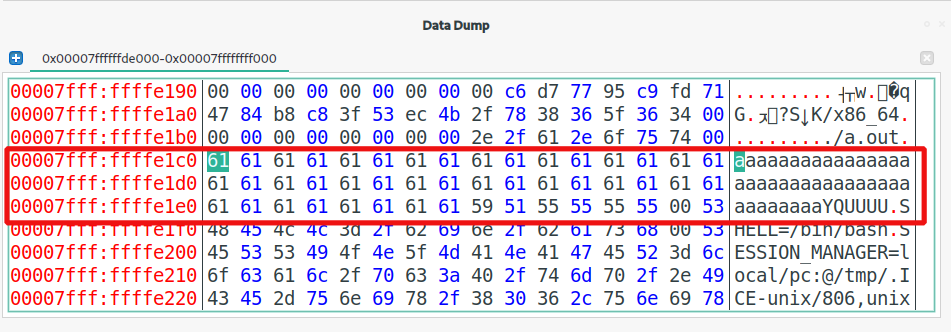 Data Dump
0x00007ffffffde000-0x00007ffffffff000
00007fff:ffffe190 00 00 00 00 00 00 00 00 00 c6 d7 77 95 c9 fd 71 .........┤┬w.�q
00007fff:ffffe1a0 47 84 b8 c8 3f 53 ec 4b 2f 78 38 36 5f 36 34 00 G.?S↓K/x86_64.
00007fff:ffffe1b0 00 00 00 00 00 00 00 00 2e 2f 61 2e 6f 75 74 00 ........./a.out.
00007fff:ffffe1c0 61 61 61 61 61 61 61 61 61 61 61 61 61 61 61 61 aaaaaaaaaaaaaaaa
00007fff:ffffe1d0 61 61 61 61 61 61 61 61 61 61 61 61 61 61 61 61 aaaaaaaaaaaaaaaa
00007fff:ffffe1e0 61 61 61 61 61 61 61 61 59 51 55 55 55 55 00 53 aaaaaaaaYQUUUU.S
00007fff:ffffe1f0 48 45 4c 4c 3d 2f 62 69 6e 2f 62 61 73 68 00 53 HELL=/bin/bash.S
00007fff:ffffe200 45 53 53 49 4f 4e 5f 4d 41 4e 41 47 45 52 3d 6c ESSION_MANAGER=l
00007fff:ffffe210 6f 63 61 6c 2f 70 63 3a 40 2f 74 6d 70 2f 2e 49 ocal/pc:@/tmp/.I
00007fff:ffffe220 43 45 2d 75 6e 69 78 2f 38 30 36 2c 75 6e 69 78 CE-unix/806,unix